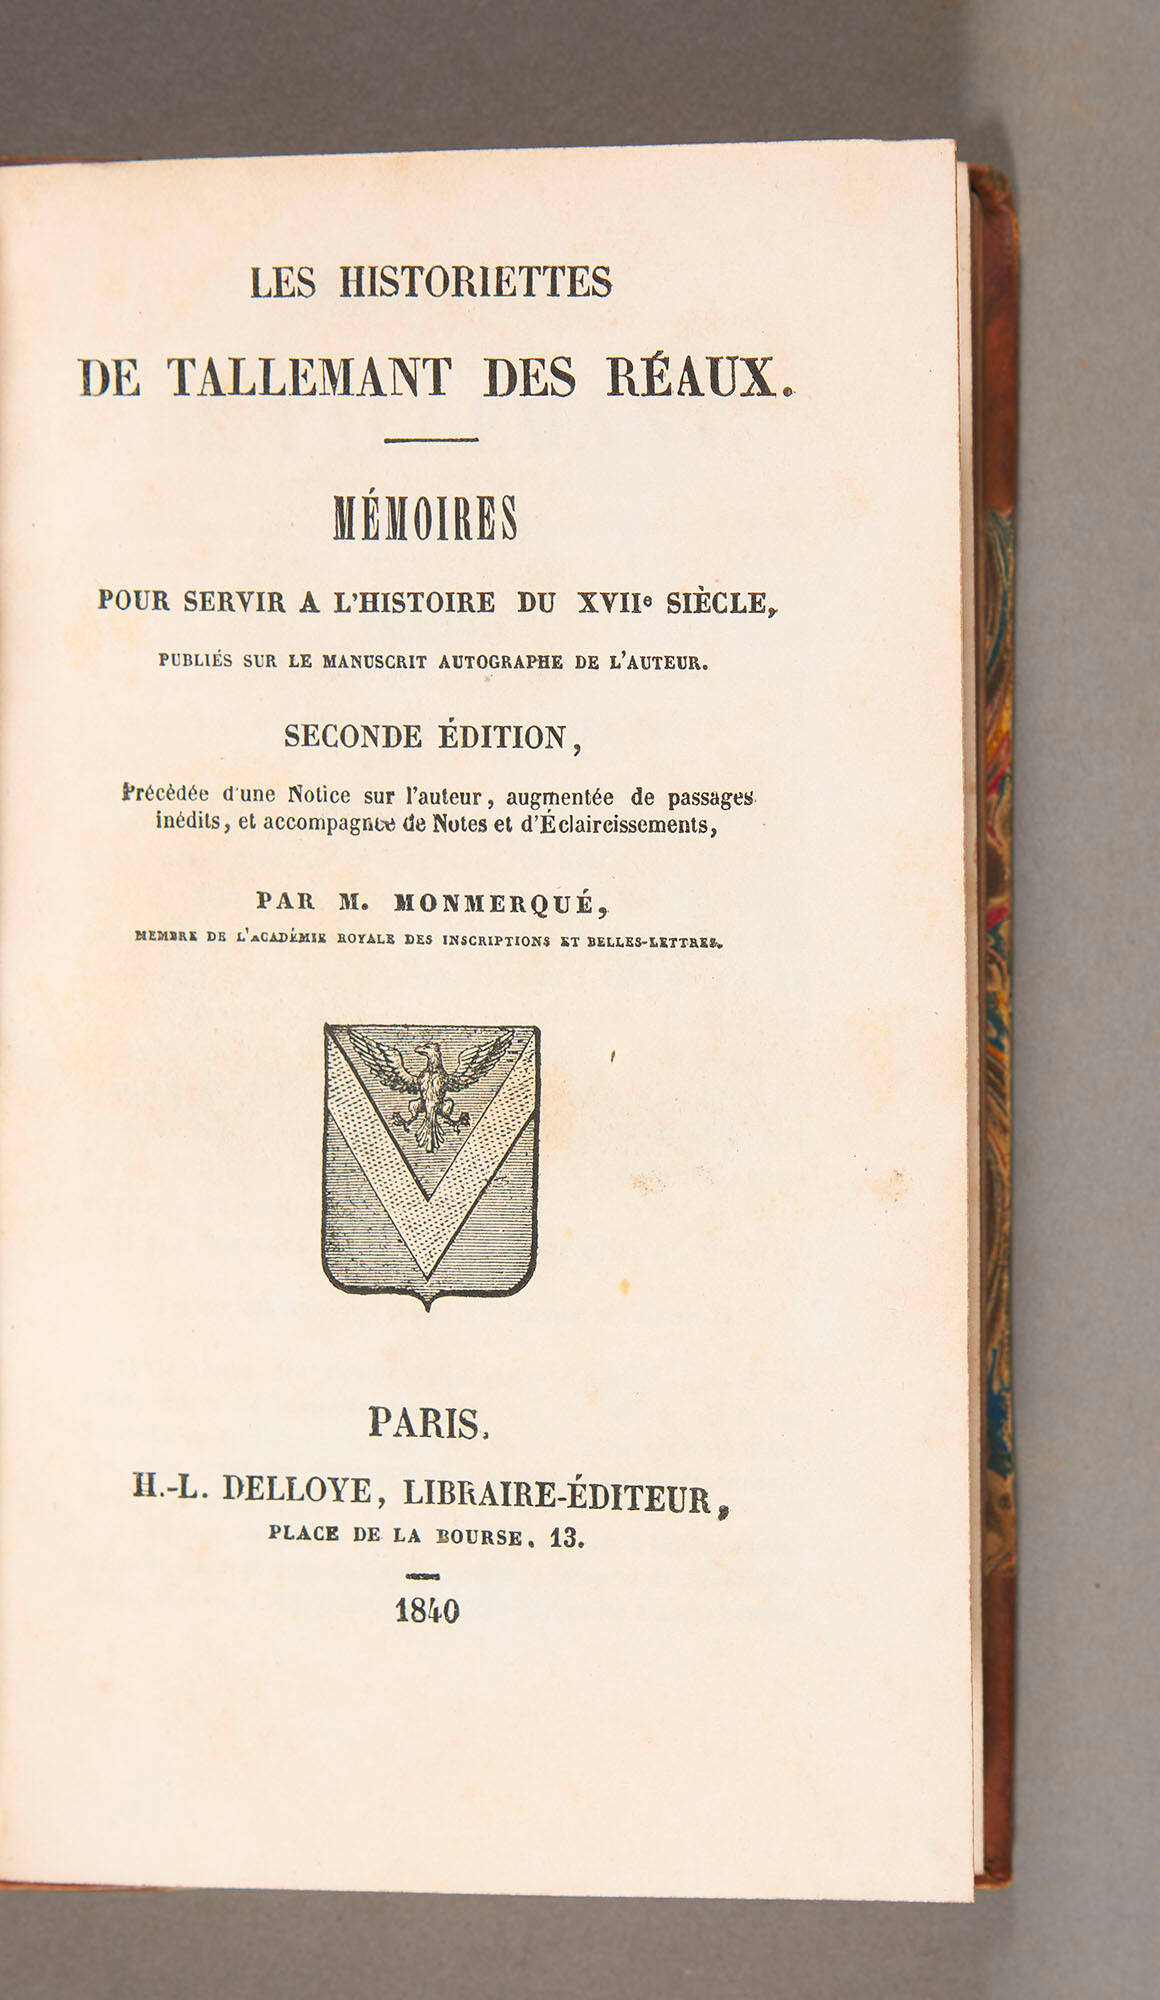 LES HISTORIETTES
DE TALLEMANT DES RÉAUX.
MÉMOIRES
POUR SERVIR A L'HISTOIRE DU XVIIe SIÈCLE,
PUBLIÉS SUR LE MANUSCRIT AUTOGRAPHE DE L'AUTEUR.
SECONDE ÉDITION,
Précédée d'une Notice sur l'auteur, augmentée de passages
inédits, et accompagnée de Notes et d'Éclaircissements,
PAR M. MONMERQUÉ,
MEMBRE DE L'ACADÉMIE ROYALE DES INSCRIPTIONS ET BELLES-LETTRES.
PARIS,
H.-L. DELLOYE, LIBRAIRE-ÉDITEUR,
PLACE DE LA BOURSE, 13.
1840